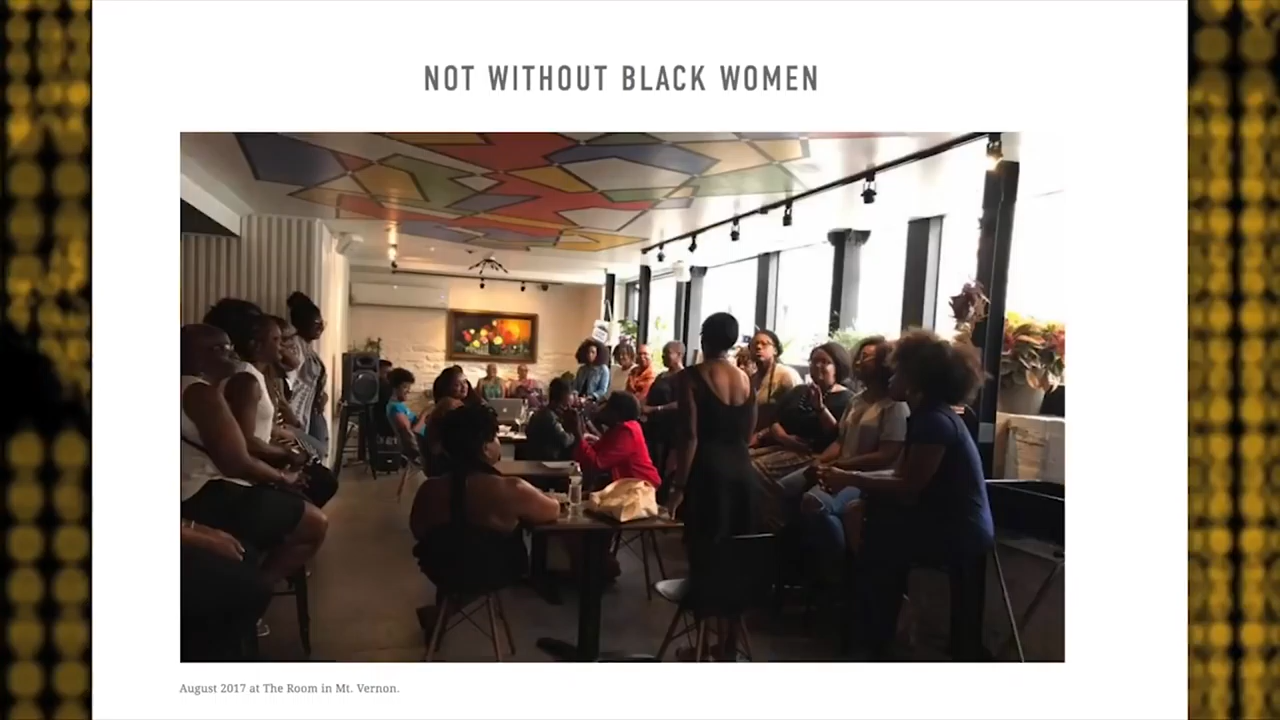 NOT WITHOUT BLACK WOMEN
August 2017 at The Room in Mt. Vernon.